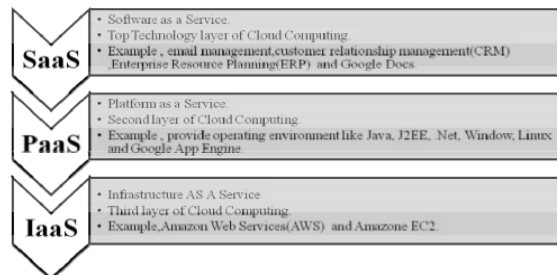 SaaS
• Software as a Service.
• Top Technology layer of Cloud Computing.
• Example , email management,customer relationship management(CRM)
,Enterprise Resource Planning(ERP) and Google Docs.
PaaS
• Platform as a Service.
• Second layer of Cloud Computing.
• Example , provide operating environment like Java, J2EE, .Net, Window, Linux
and Google App Engine.
IaaS
• Infrastructure AS A Service
• Third layer of Cloud Computing.
• Example,Amazon Web Services(AWS) and Amazone EC2.